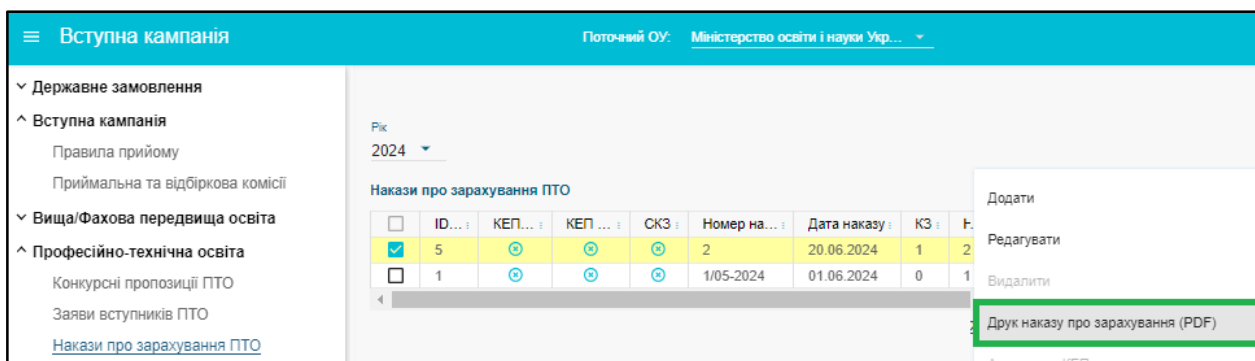 Вступна кампанія
Поточний ОУ: Міністерство освіти і науки Укр...
Державне замовлення
Вступна кампанія
Правила прийому
Приймальна та відбіркова комісії
Вища/Фахова передвища освіта
Професійно-технічна освіта
Конкурсні пропозиції ПТО
Заяви вступників ПТО
Накази про зарахування ПТО
Рік
2024
Накази про зарахування ПТО
ID... КЕП... КЕП ... СКЗ Номер на... Дата наказу КЗ
5 2 20.06.2024 1 2
1 1/05-2024 01.06.2024 0 1
Додати
Редагувати
Видалити
Друк наказу про зарахування (PDF)